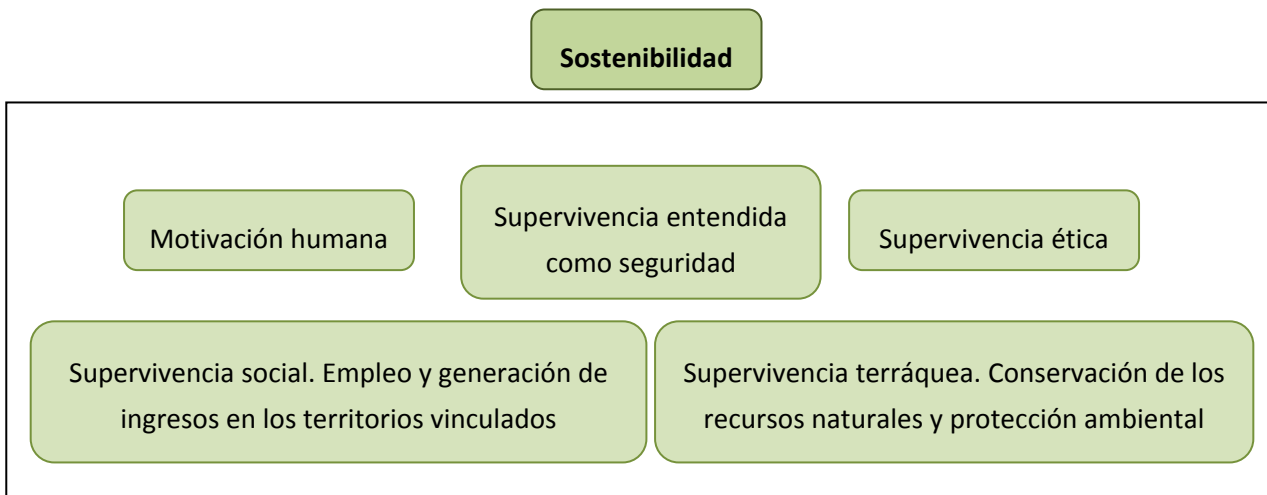 Sostenibilidad
Motivación humana
Supervivencia entendida
como seguridad
Supervivencia ética
Supervivencia social. Empleo y generación de
ingresos en los territorios vinculados
Supervivencia terráquea. Conservación de los
recursos naturales y protección ambiental